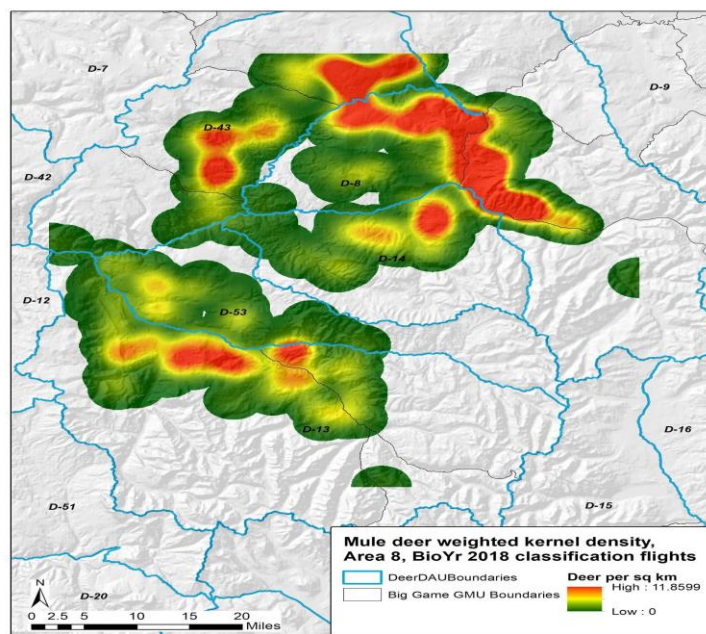 D-7
D-9
D-43
D-42
D-8
D-14
D-12
D-53
D-13
D-16
D-51
D-15
D-20
N
0 2.5 5 10 15 20
Miles
Mule deer weighted kernel density,
Area 8, BioYr 2018 classification flights
DeerDAUBoundaries
Big Game GMU Boundaries
Deer per sq km
High : 11.8599
Low : 0